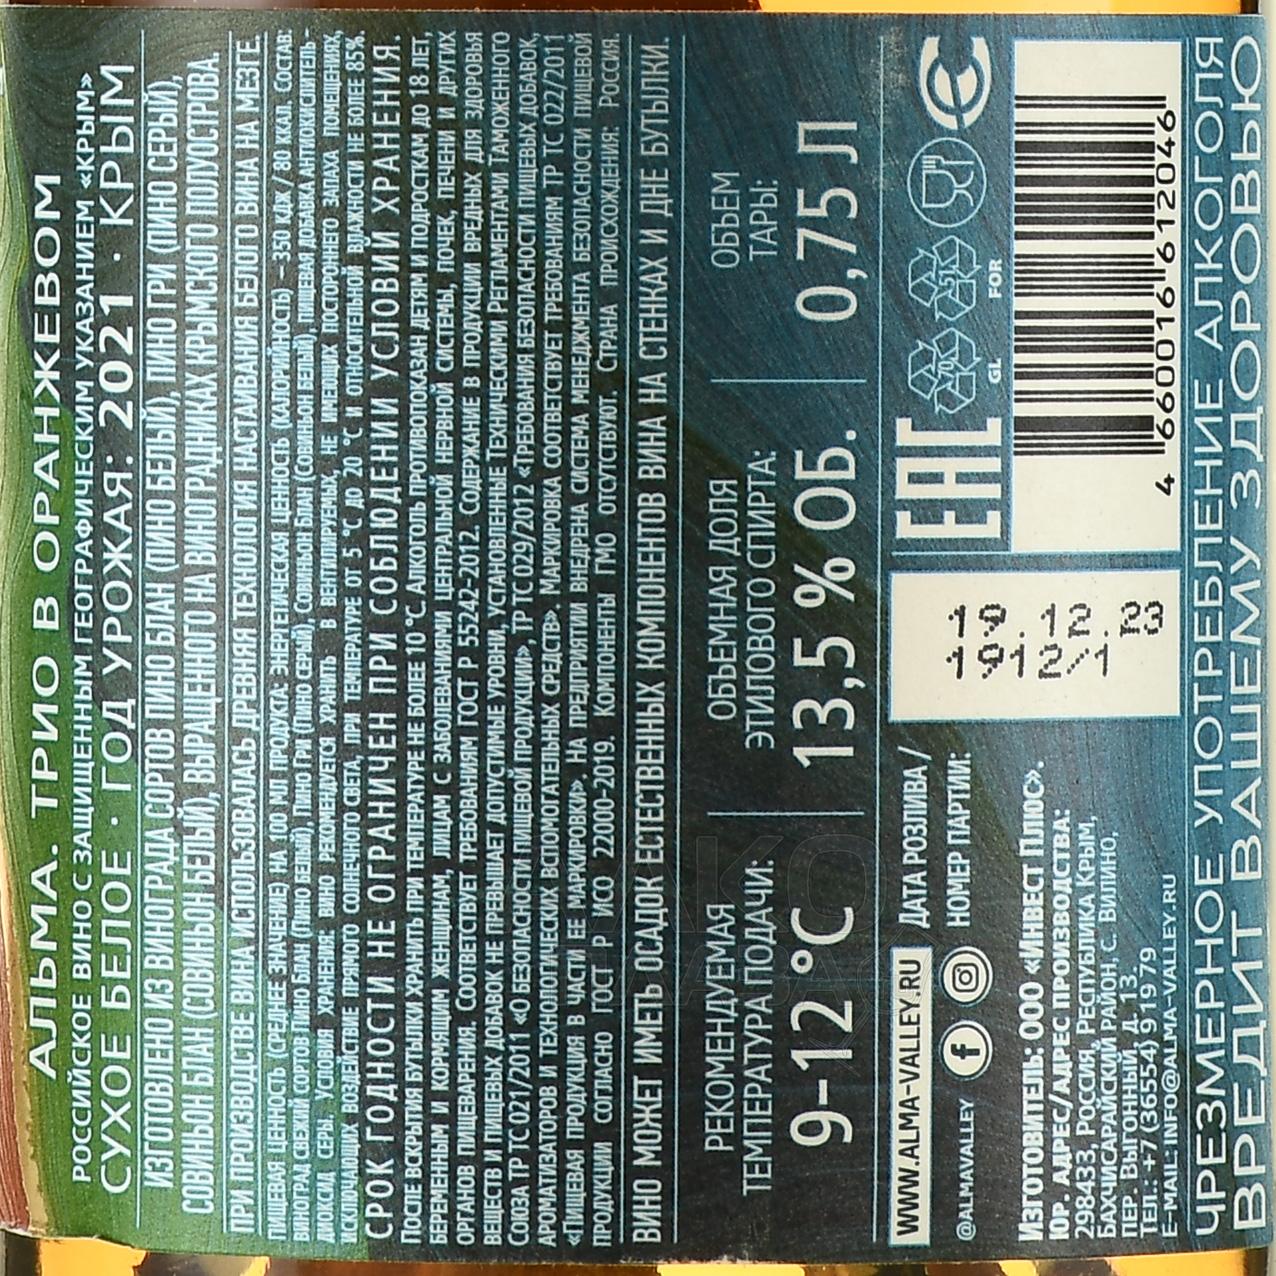 АЛЬМА. ТРИО В ОРАНЖЕВОМ
РОССИЙСКОЕ ВИНО С ЗАЩИЩЕННЫМ ГЕОГРАФИЧЕСКИМ УКАЗАНИЕМ «КРЫМ»
СУХОЕ БЕЛОЕ · ГОД УРОЖАЯ: 2021 · КРЫМ
ИЗГОТОВЛЕНО ИЗ ВИНОГРАДА СОРТОВ ПИНО БЛАН (ПИНО БЕЛЫЙ), ПИНО ГРИ (ПИНО СЕРЫЙ),
СОВИНЬОН БЛАН (СОВИНЬОН БЕЛЫЙ), ВЫРАЩЕННОГО НА ВИНОГРАДНИКАХ КРЫМСКОГО ПОЛУОСТРОВА.
ПРИ ПРОИЗВОДСТВЕ ВИНА ИСПОЛЬЗОВАЛАСЬ ДРЕВНЯЯ ТЕХНОЛОГИЯ НАСТАИВАНИЯ БЕЛОГО ВИНА НА МЕЗГЕ.
ПИЩЕВАЯ ЦЕННОСТЬ (СРЕДНЕЕ ЗНАЧЕНИЕ) НА 100 МЛ ПРОДУКТА: ЭНЕРГЕТИЧЕСКАЯ ЦЕННОСТЬ (КАЛОРИЙНОСТЬ) – 350 КДЖ / 80 ККАЛ. СОСТАВ:
ВИНОГРАД СВЕЖИЙ СОРТОВ ПИНО БЛАН (ПИНО БЕЛЫЙ), ПИНО ГРИ (ПИНО СЕРЫЙ), СОВИНЬОН БЛАН (СОВИНЬОН БЕЛЫЙ), ПИЩЕВАЯ ДОБАВКА АНТИОКИСЛИТЕЛЬ –
ДИОКСИД СЕРЫ. УСЛОВИЯ ХРАНЕНИЯ: ВИНО РЕКОМЕНДУЕТСЯ ХРАНИТЬ В ВЕНТИЛИРУЕМЫХ, НЕ ИМЕЮЩИХ ПОСТОРОННЕГО ЗАПАХА ПОМЕЩЕНИЯХ,
ИСКЛЮЧАЮЩИХ ВОЗДЕЙСТВИЕ ПРЯМОГО СОЛНЕЧНОГО СВЕТА, ПРИ ТЕМПЕРАТУРЕ ОТ 5 °С ДО 20 °С И ОТНОСИТЕЛЬНОЙ ВЛАЖНОСТИ НЕ БОЛЕЕ 85%.
СРОК ГОДНОСТИ НЕ ОГРАНИЧЕН ПРИ СОБЛЮДЕНИИ УСЛОВИЙ ХРАНЕНИЯ.
ПОСЛЕ ВСКРЫТИЯ БУТЫЛКИ ХРАНИТЬ ПРИ ТЕМПЕРАТУРЕ НЕ БОЛЕЕ 10 °С. АЛКОГОЛЬ ПРОТИВОПОКАЗАН ДЕТЯМ И ПОДРОСТКАМ ДО 18 ЛЕТ,
БЕРЕМЕННЫМ И КОРМЯЩИМ ЖЕНЩИНАМ, ЛИЦАМ С ЗАБОЛЕВАНИЯМИ ЦЕНТРАЛЬНОЙ НЕРВНОЙ СИСТЕМЫ, ПОЧЕК, ПЕЧЕНИ И ДРУГИХ
ОРГАНОВ ПИЩЕВАРЕНИЯ. СООТВЕТСТВУЕТ ТРЕБОВАНИЯМ ГОСТ Р 55242-2012. СОДЕРЖАНИЕ В ПРОДУКЦИИ ВРЕДНЫХ ДЛЯ ЗДОРОВЬЯ
ВЕЩЕСТВ И ПИЩЕВЫХ ДОБАВОК НЕ ПРЕВЫШАЕТ ДОПУСТИМЫЕ УРОВНИ, УСТАНОВЛЕННЫЕ ТЕХНИЧЕСКИМИ РЕГЛАМЕНТАМИ ТАМОЖЕННОГО
СОЮЗА ТР ТС 021/2011 «О БЕЗОПАСНОСТИ ПИЩЕВОЙ ПРОДУКЦИИ», ТР ТС 029/2012 «ТРЕБОВАНИЯ БЕЗОПАСНОСТИ ПИЩЕВЫХ ДОБАВОК,
АРОМАТИЗАТОРОВ И ТЕХНОЛОГИЧЕСКИХ ВСПОМОГАТЕЛЬНЫХ СРЕДСТВ». МАРКИРОВКА СООТВЕТСТВУЕТ ТРЕБОВАНИЯМ ТР ТС 022/2011
«ПИЩЕВАЯ ПРОДУКЦИЯ В ЧАСТИ ЕЕ МАРКИРОВКИ». НА ПРЕДПРИЯТИИ ВНЕДРЕНА СИСТЕМА МЕНЕДЖМЕНТА БЕЗОПАСНОСТИ ПИЩЕВОЙ
ПРОДУКЦИИ СОГЛАСНО ГОСТ Р ИСО 22000-2019. КОМПОНЕНТЫ ГМО ОТСУТСТВУЮТ. СТРАНА ПРОИСХОЖДЕНИЯ: РОССИЯ.
ВИНО МОЖЕТ ИМЕТЬ ОСАДОК ЕСТЕСТВЕННЫХ КОМПОНЕНТОВ ВИНА НА СТЕНКАХ И ДНЕ БУТЫЛКИ.
РЕКОМЕНДУЕМАЯ
ТЕМПЕРАТУРА ПОДАЧИ:
9-12 °С
ОБЪЕМНАЯ ДОЛЯ
ЭТИЛОВОГО СПИРТА:
13,5 % ОБ.
ОБЪЕМ
ТАРЫ:
0,75 Л
WWW.ALMA-VALLEY.RU
@ALMAVALLEY
ДАТА РОЗЛИВА /
НОМЕР ПАРТИИ:
19.12.23
1912/1
ЕАС
70
GL
51
FOR
4 660016 612046
ИЗГОТОВИТЕЛЬ: ООО «ИНВЕСТ ПЛЮС».
ЮР. АДРЕС/АДРЕС ПРОИЗВОДСТВА:
298433, РОССИЯ, РЕСПУБЛИКА КРЫМ,
БАХЧИСАРАЙСКИЙ РАЙОН, С. ВИЛИНО,
ПЕР. ВЫГОННЫЙ, Д. 13,
ТЕЛ.: +7 (36554) 9 19 79
E-MAIL: INFO@ALMA-VALLEY.RU
ЧРЕЗМЕРНОЕ УПОТРЕБЛЕНИЕ АЛКОГОЛЯ
ВРЕДИТ ВАШЕМУ ЗДОРОВЬЮ